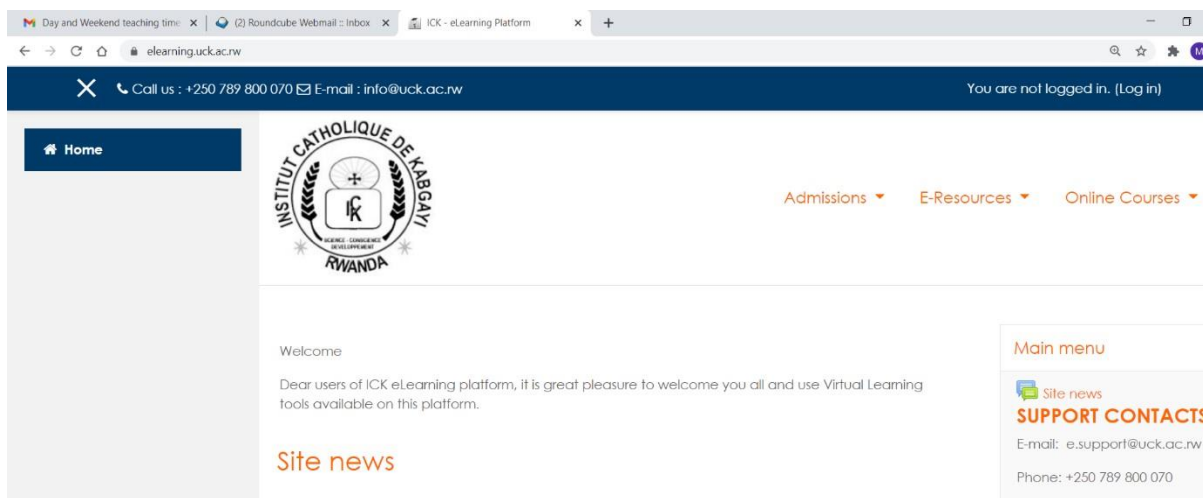 Day and Weekend teaching time
(2) Roundcube Webmail :: Inbox
ICK - eLearning Platform
elearning.uck.ac.rw
Call us : +250 789 800 070 E-mail : info@uck.ac.rw
You are not logged in. (Log in)
Home
INSTITUT CATHOLIQUE DE KABGAYI
ICK
SCIENCE - CONSCIENCE
DEVELOPPEMENT
RWANDA
Admissions
E-Resources
Online Courses
Welcome
Dear users of ICK eLearning platform, it is great pleasure to welcome you all and use Virtual Learning
tools available on this platform.
Site news
Main menu
Site news
SUPPORT CONTACTS
E-mail: e.support@uck.ac.rw
Phone: +250 789 800 070